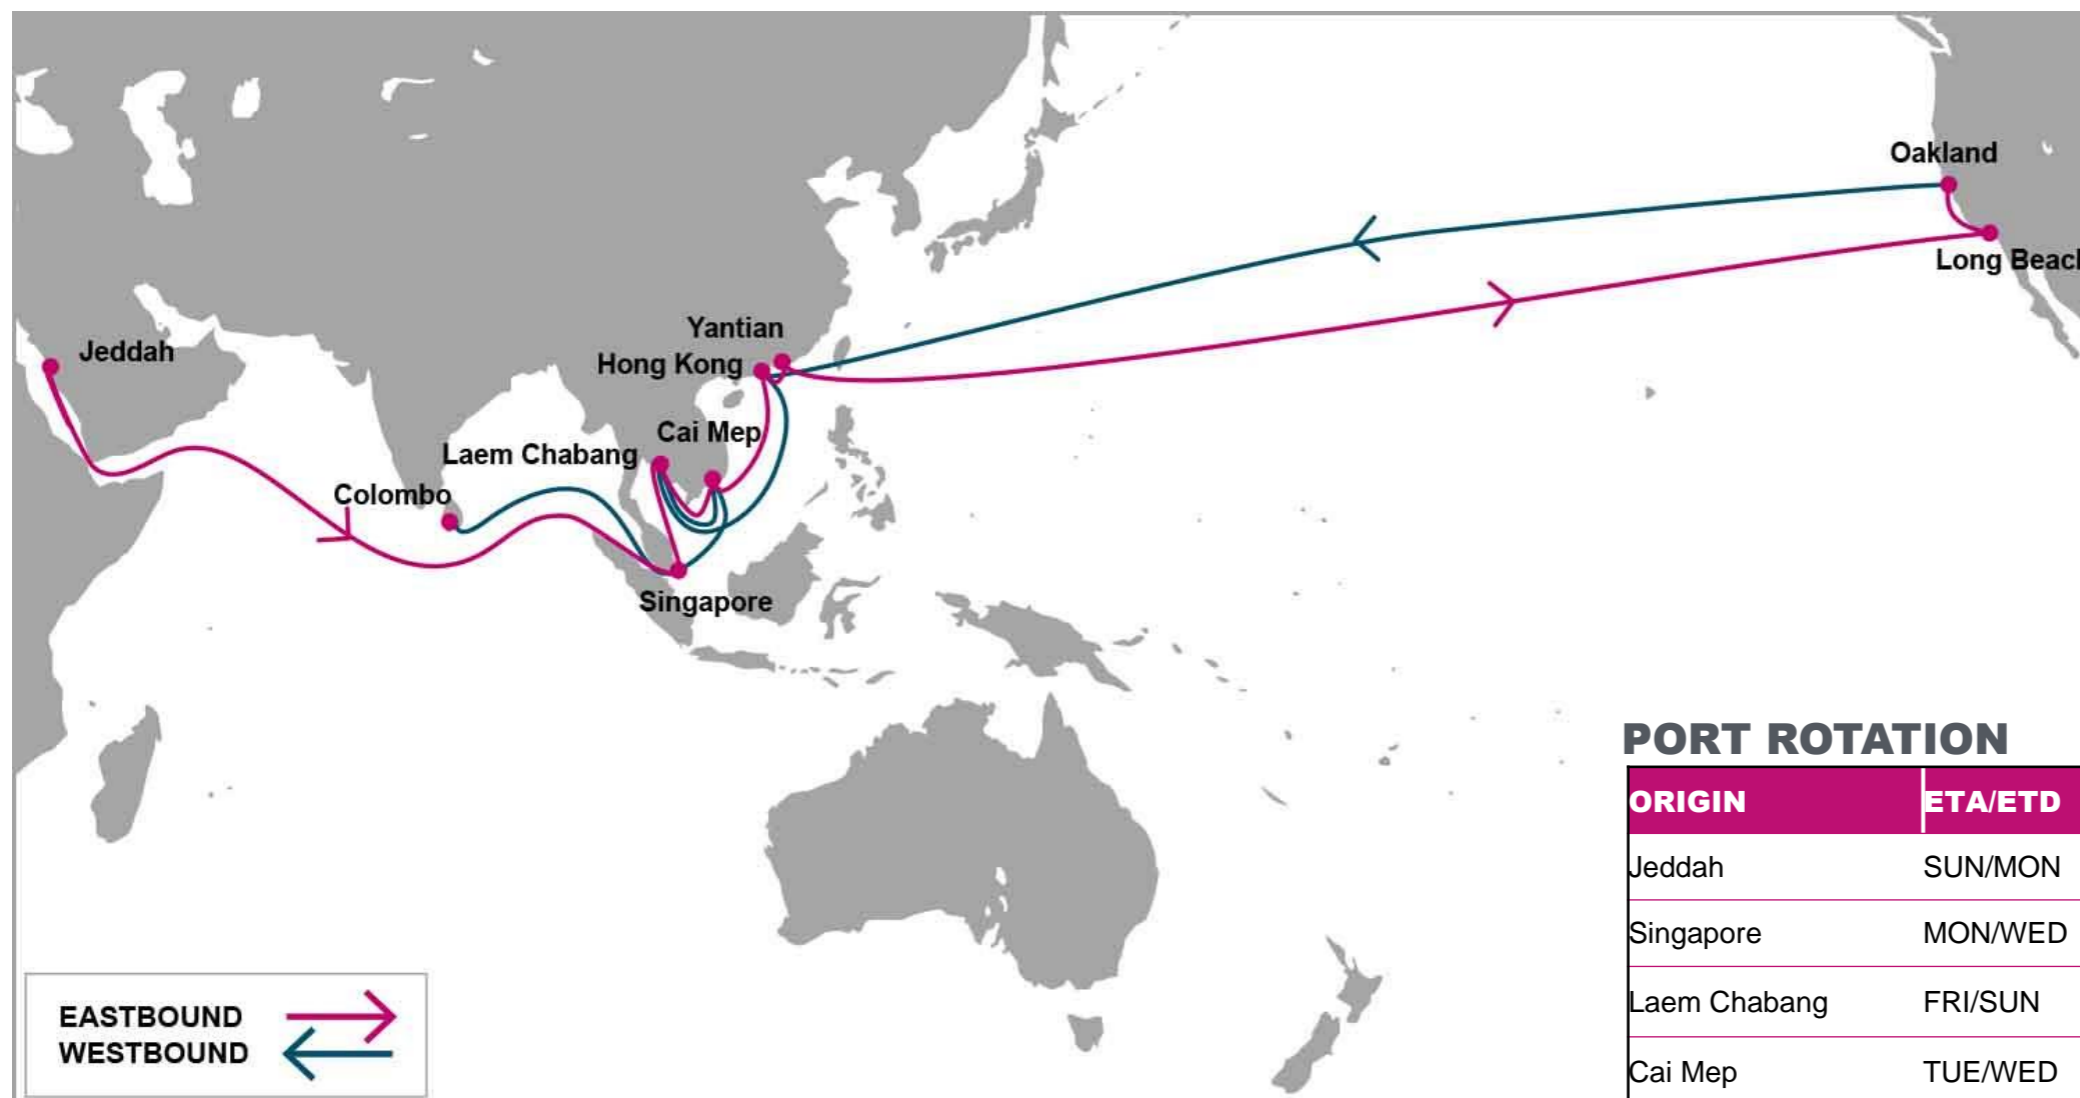 Oakland
Long Beach
Yantian
Hong Kong
Jeddah
Cai Mep
Laem Chabang
Colombo
Singapore
PORT ROTATION
ORIGIN ETA/ETD
Jeddah SUN/MON
Singapore MON/WED
Laem Chabang FRI/SUN
Cai Mep TUE/WED
EASTBOUND
WESTBOUND